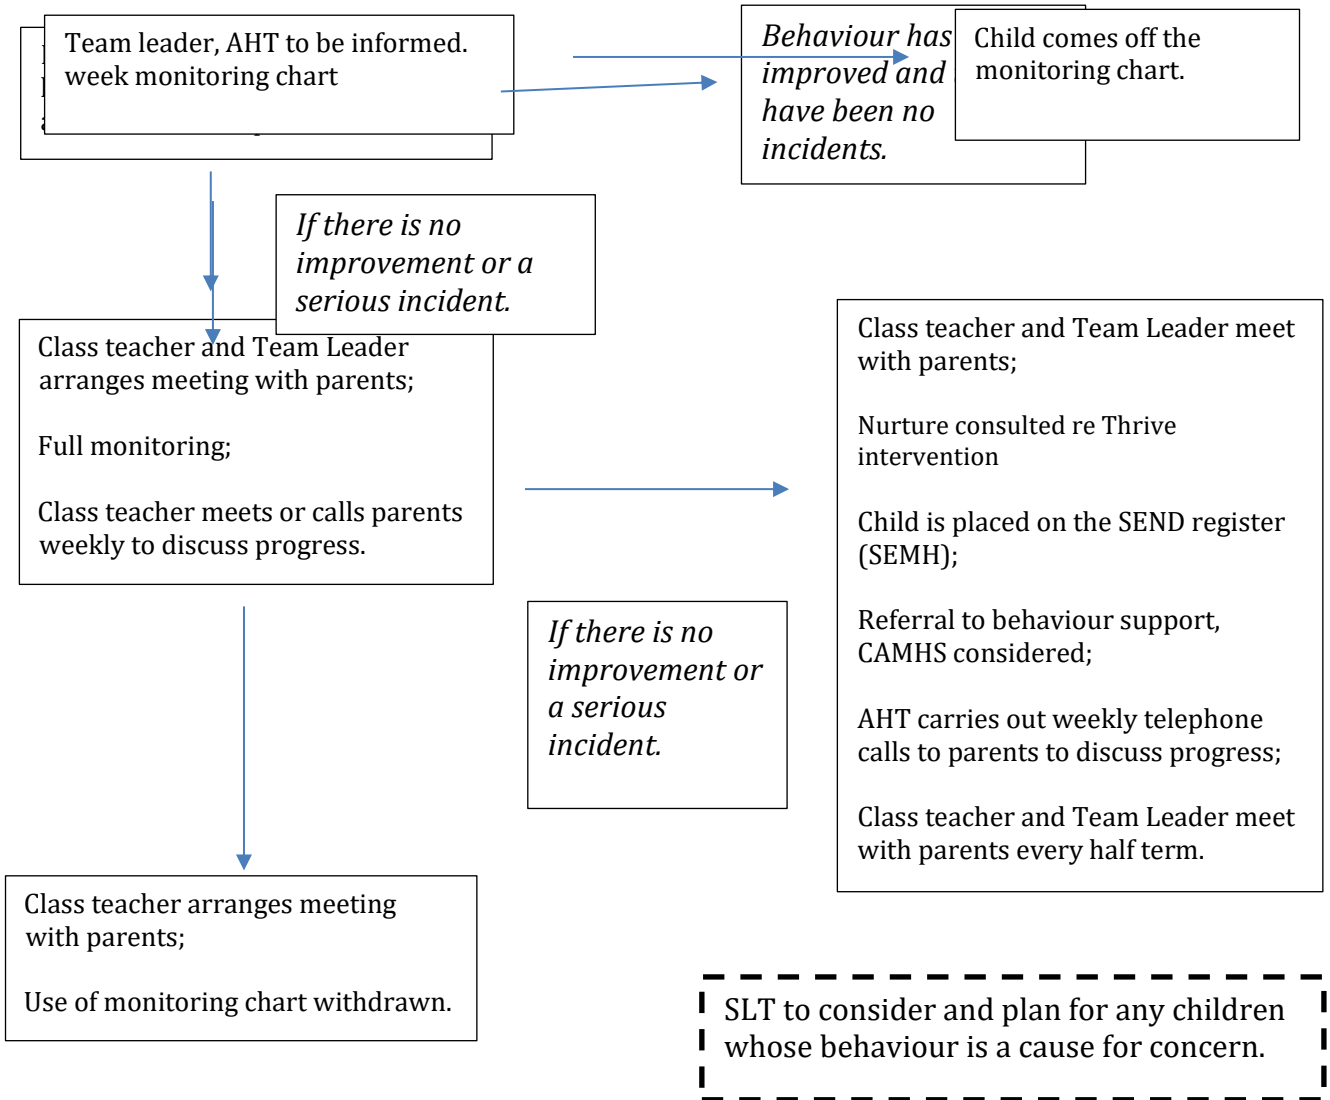 Team leader, AHT to be informed.
week monitoring chart
Behaviour has
improved and
have been no
incidents.
Child comes off the
monitoring chart.
If there is no
improvement or a
serious incident.
Class teacher and Team Leader
arranges meeting with parents;
Full monitoring;
Class teacher meets or calls parents
weekly to discuss progress.
Class teacher and Team Leader meet
with parents;
Nurture consulted re Thrive
intervention
Child is placed on the SEND register
(SEMH);
Referral to behaviour support,
CAMHS considered;
AHT carries out weekly telephone
calls to parents to discuss progress;
Class teacher and Team Leader meet
with parents every half term.
If there is no
improvement or
a serious
incident.
Class teacher arranges meeting
with parents;
Use of monitoring chart withdrawn.
SLT to consider and plan for any children
whose behaviour is a cause for concern.